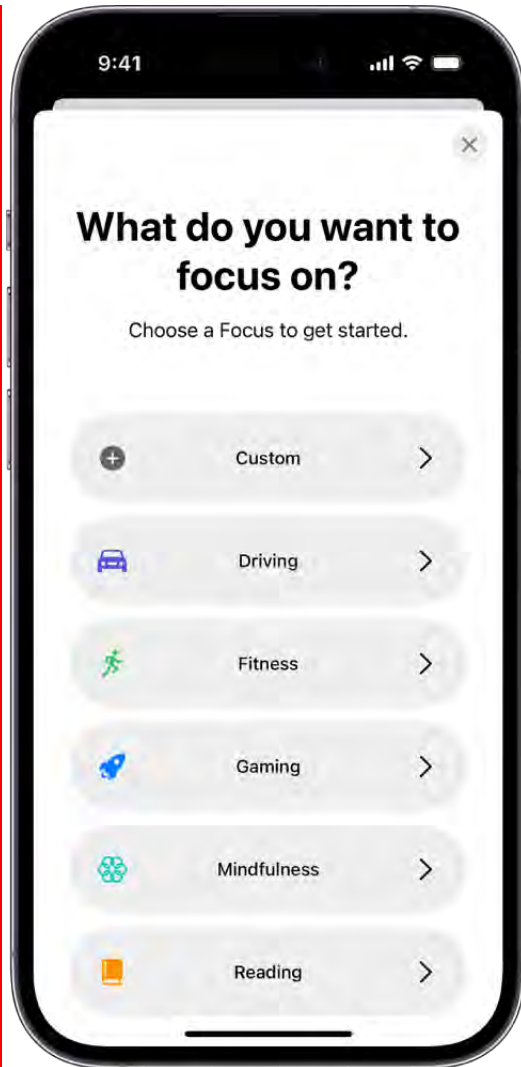 9:41
What do you want to
focus on?
Choose a Focus to get started.
Custom
Driving
Fitness
Gaming
Mindfulness
Reading